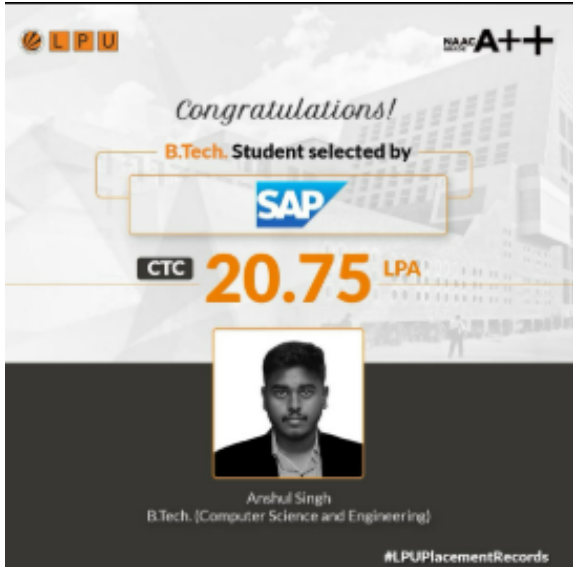 LPU
NAAC GRADE A++
Congratulations!
B.Tech. Student selected by
SAP
CTC 20.75 LPA
Anshul Singh
B.Tech. (Computer Science and Engineering)
#LPUPlacementRecords